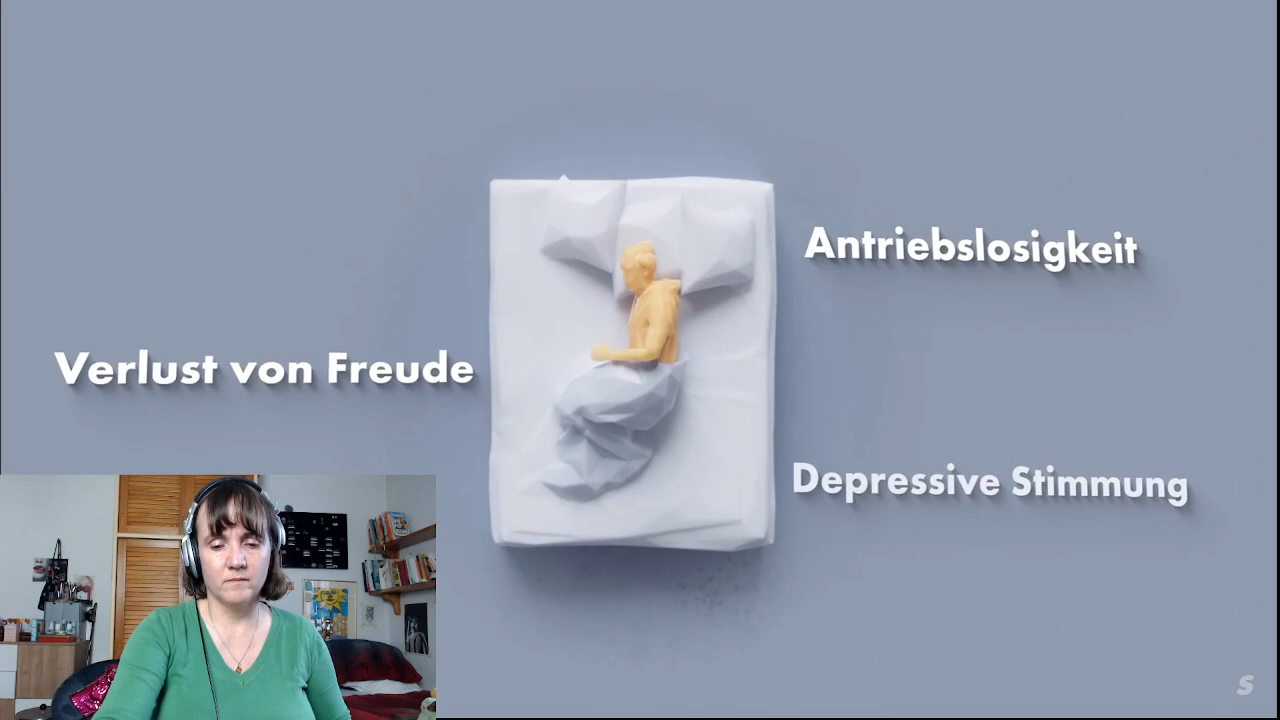 Antriebslosigkeit
Verlust von Freude
Depressive Stimmung
S